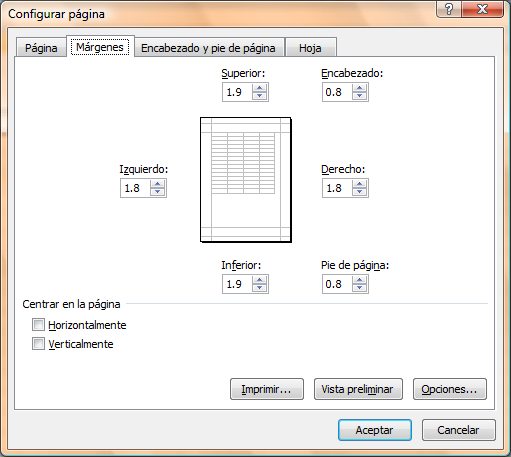 Configurar página
Página Márgenes Encabezado y pie de página Hoja
Superior: Encabezado:
1.9 0.8
Izquierdo: Derecho:
1.8 1.8
Inferior: Pie de página:
1.9 0.8
Centrar en la página
Horizontalmente
Verticalmente
Imprimir... Vista preliminar Opciones...
Aceptar Cancelar